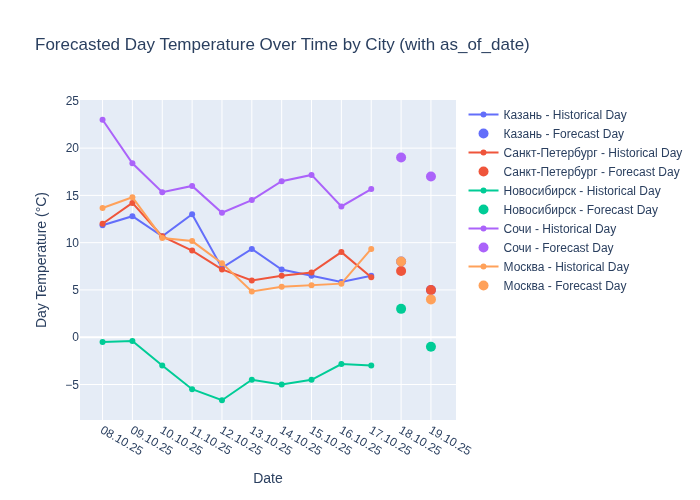 Forecasted Day Temperature Over Time by City (with as_of_date)
25
20
15
10
5
0
−5
Day Temperature (°C)
08.10.25
09.10.25
10.10.25
11.10.25
12.10.25
13.10.25
14.10.25
15.10.25
16.10.25
17.10.25
18.10.25
19.10.25
Date
Казань - Historical Day
Казань - Forecast Day
Санкт-Петербург - Historical Day
Санкт-Петербург - Forecast Day
Новосибирск - Historical Day
Новосибирск - Forecast Day
Сочи - Historical Day
Сочи - Forecast Day
Москва - Historical Day
Москва - Forecast Day